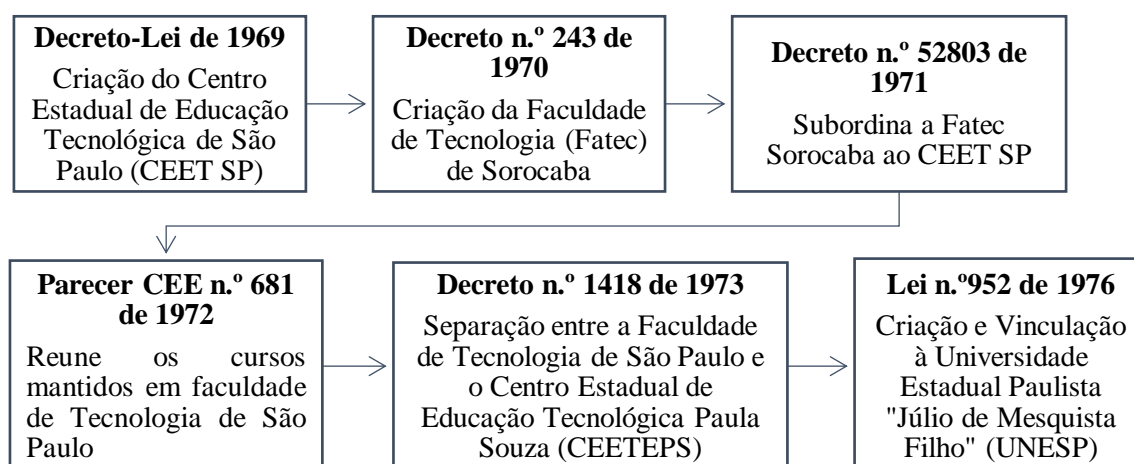 Decreto-Lei de 1969
Criação do Centro
Estadual de Educação
Tecnológica de São
Paulo (CEET SP)
Decreto n.º 243 de
1970
Criação da Faculdade
de Tecnologia (Fatec)
de Sorocaba
Decreto n.º 52803 de
1971
Subordina a Fatec
Sorocaba ao CEET SP
Parecer CEE n.º 681
de 1972
Reune os cursos
mantidos em faculdade
de Tecnologia de São
Paulo
Decreto n.º 1418 de 1973
Separação entre a Faculdade
de Tecnologia de São Paulo e
o Centro Estadual de
Educação Tecnológica Paula
Souza (CEETEPS)
Lei n.º952 de 1976
Criação e Vinculação
à Universidade
Estadual Paulista
"Júlio de Mesquista
Filho" (UNESP)